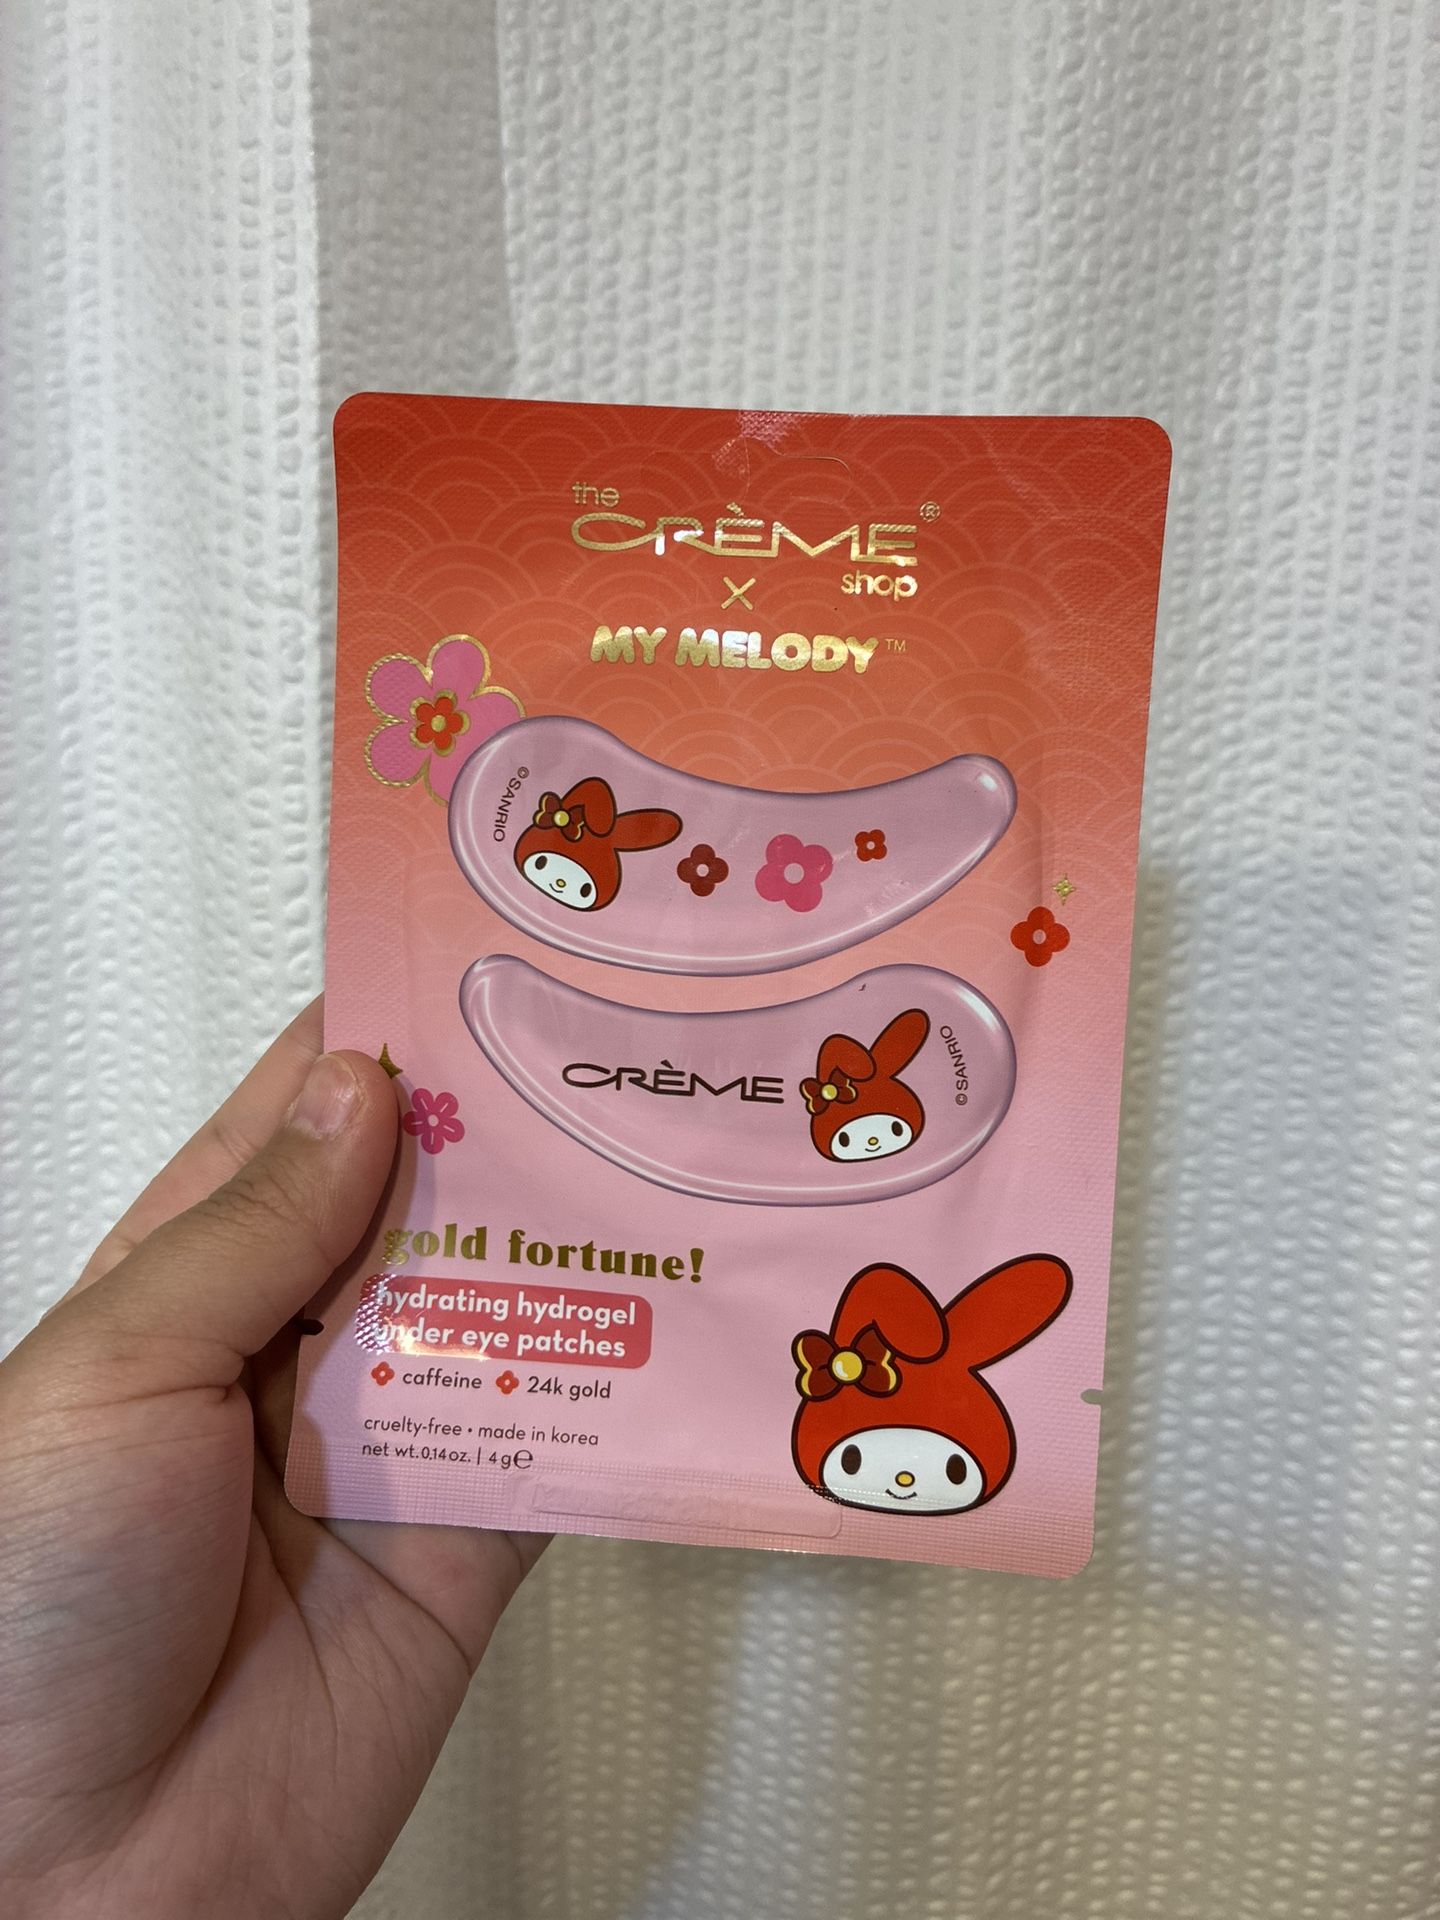 the
CRÈME®
shop
×
MY MELODY™
©SANRIO
CRÈME
©SANRIO
gold fortune!
hydrating hydrogel
under eye patches
caffeine 24k gold
cruelty-free • made in korea
net wt. 0.14 oz. | 4 g ℮